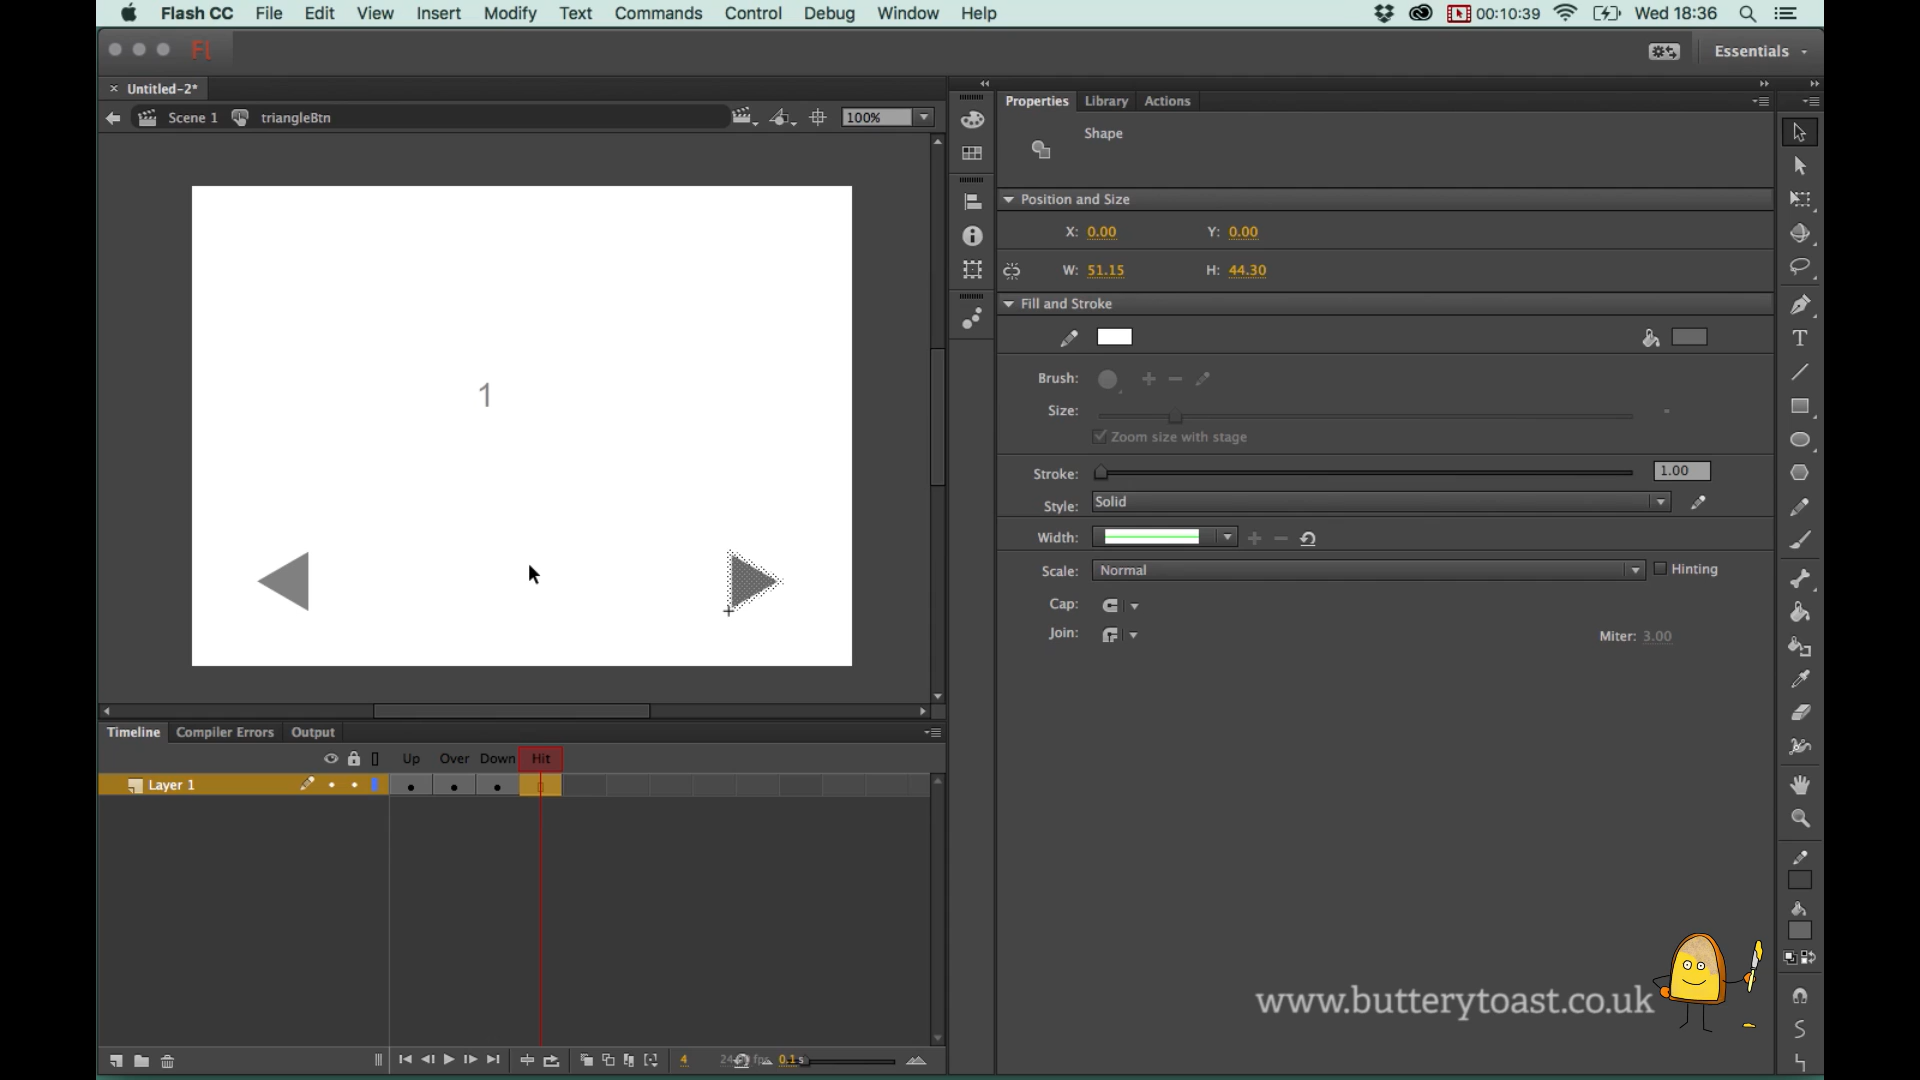 Flash CC File Edit View Insert Modify Text Commands Control Debug Window Help 00:10:39 Wed 18:36
Fl Essentials
× Untitled-2*
Scene 1 triangleBtn 100%
Properties Library Actions
Shape
Position and Size
X: 0.00 Y: 0.00
W: 51.15 H: 44.30
Fill and Stroke
Brush:
Size:
Zoom size with stage
Stroke: 1.00
Style: Solid
Width:
Scale: Normal Hinting
Cap:
Join: Miter: 3.00
1
Timeline Compiler Errors Output
Up Over Down Hit
Layer 1
4 0.1 s
www.butterytoast.co.uk